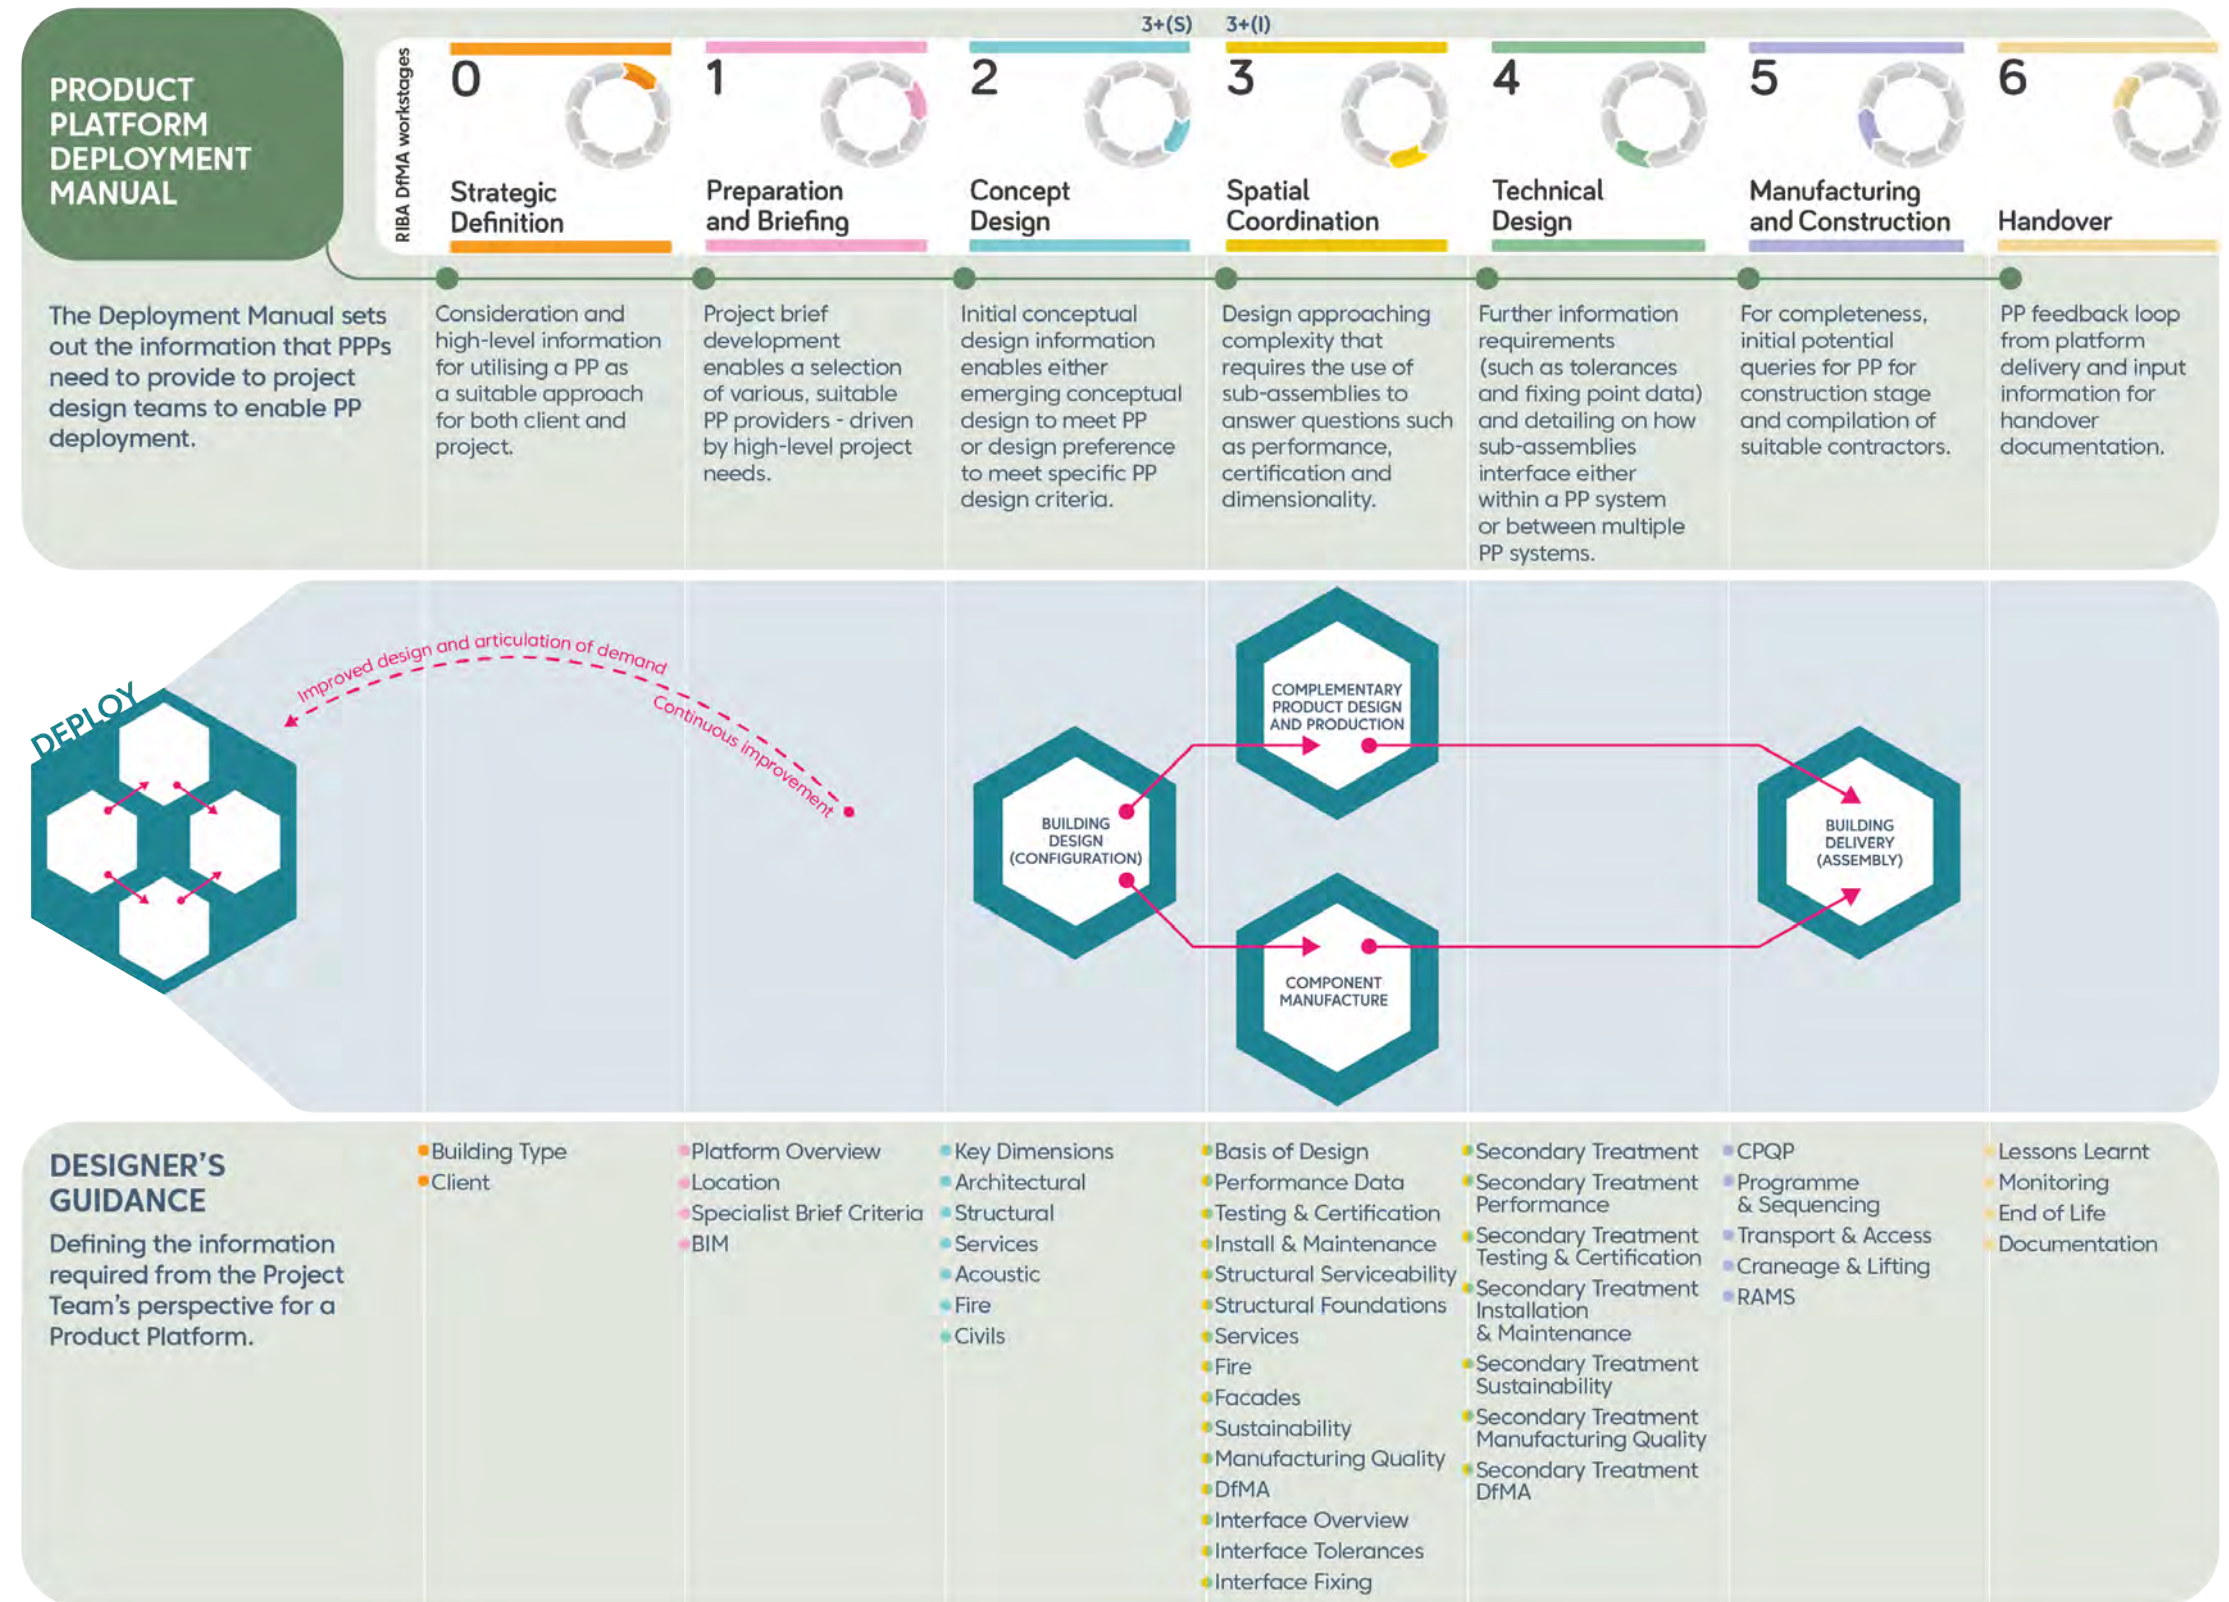 3+(S)
3+(I)
PRODUCT
PLATFORM
DEPLOYMENT
MANUAL
RIBA DfMA workstages
0
Strategic
Definition
1
Preparation
and Briefing
2
Concept
Design
3
Spatial
Coordination
4
Technical
Design
5
Manufacturing
and Construction
6
Handover
The Deployment Manual sets
out the information that PPPs
need to provide to project
design teams to enable PP
deployment.
Consideration and
high-level information
for utilising a PP as
a suitable approach
for both client and
project.
Project brief
development
enables a selection
of various, suitable
PP providers - driven
by high-level project
needs.
Initial conceptual
design information
enables either
emerging conceptual
design to meet PP
or design preference
to meet specific PP
design criteria.
Design approaching
complexity that
requires the use of
sub-assemblies to
answer questions such
as performance,
certification and
dimensionality.
Further information
requirements
(such as tolerances
and fixing point data)
and detailing on how
sub-assemblies
interface either
within a PP system
or between multiple
PP systems.
For completeness,
initial potential
queries for PP for
construction stage
and compilation of
suitable contractors.
PP feedback loop
from platform
delivery and input
information for
handover
documentation.
DEPLOY
Improved design and articulation of demand
Continuous improvement
BUILDING
DESIGN
(CONFIGURATION)
COMPLEMENTARY
PRODUCT DESIGN
AND PRODUCTION
COMPONENT
MANUFACTURE
BUILDING
DELIVERY
(ASSEMBLY)
DESIGNER'S
GUIDANCE
Defining the information
required from the Project
Team's perspective for a
Product Platform.
Building Type
Client
Platform Overview
Location
Specialist Brief Criteria
BIM
Key Dimensions
Architectural
Structural
Services
Acoustic
Fire
Civils
Basis of Design
Performance Data
Testing & Certification
Install & Maintenance
Structural Serviceability
Structural Foundations
Services
Fire
Facades
Sustainability
Manufacturing Quality
DfMA
Interface Overview
Interface Tolerances
Interface Fixing
Secondary Treatment
Secondary Treatment
Performance
Secondary Treatment
Testing & Certification
Secondary Treatment
Installation
& Maintenance
Secondary Treatment
Sustainability
Secondary Treatment
Manufacturing Quality
Secondary Treatment
DfMA
CPQP
Programme
& Sequencing
Transport & Access
Craneage & Lifting
RAMS
Lessons Learnt
Monitoring
End of Life
Documentation